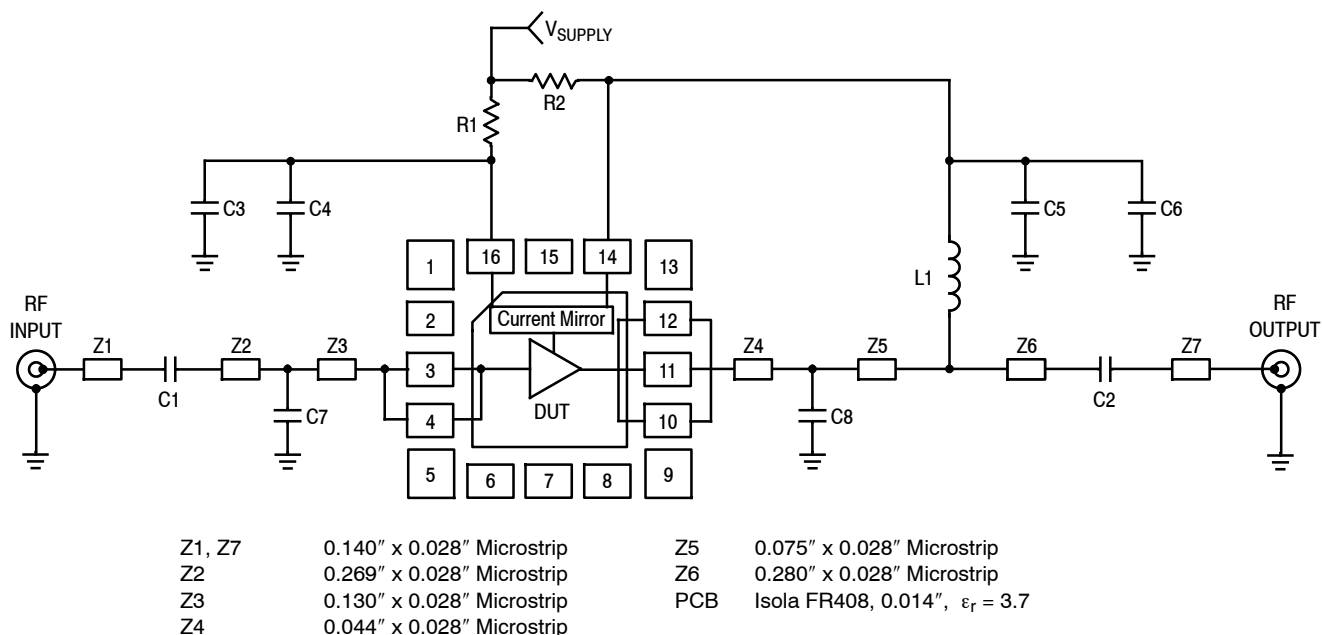 VSUPPLY
R2
R1
C3
C4
C5
C6
1
16
15
14
13
L1
RF
INPUT
2
Current Mirror
12
RF
OUTPUT
Z1
Z2
Z3
3
11
Z4
Z5
Z6
Z7
C1
C7
4
DUT
10
C8
C2
5
6
7
8
9
Z1, Z7 0.140″ x 0.028″ Microstrip
Z2 0.269″ x 0.028″ Microstrip
Z3 0.130″ x 0.028″ Microstrip
Z4 0.044″ x 0.028″ Microstrip
Z5 0.075″ x 0.028″ Microstrip
Z6 0.280″ x 0.028″ Microstrip
PCB Isola FR408, 0.014″, εr = 3.7